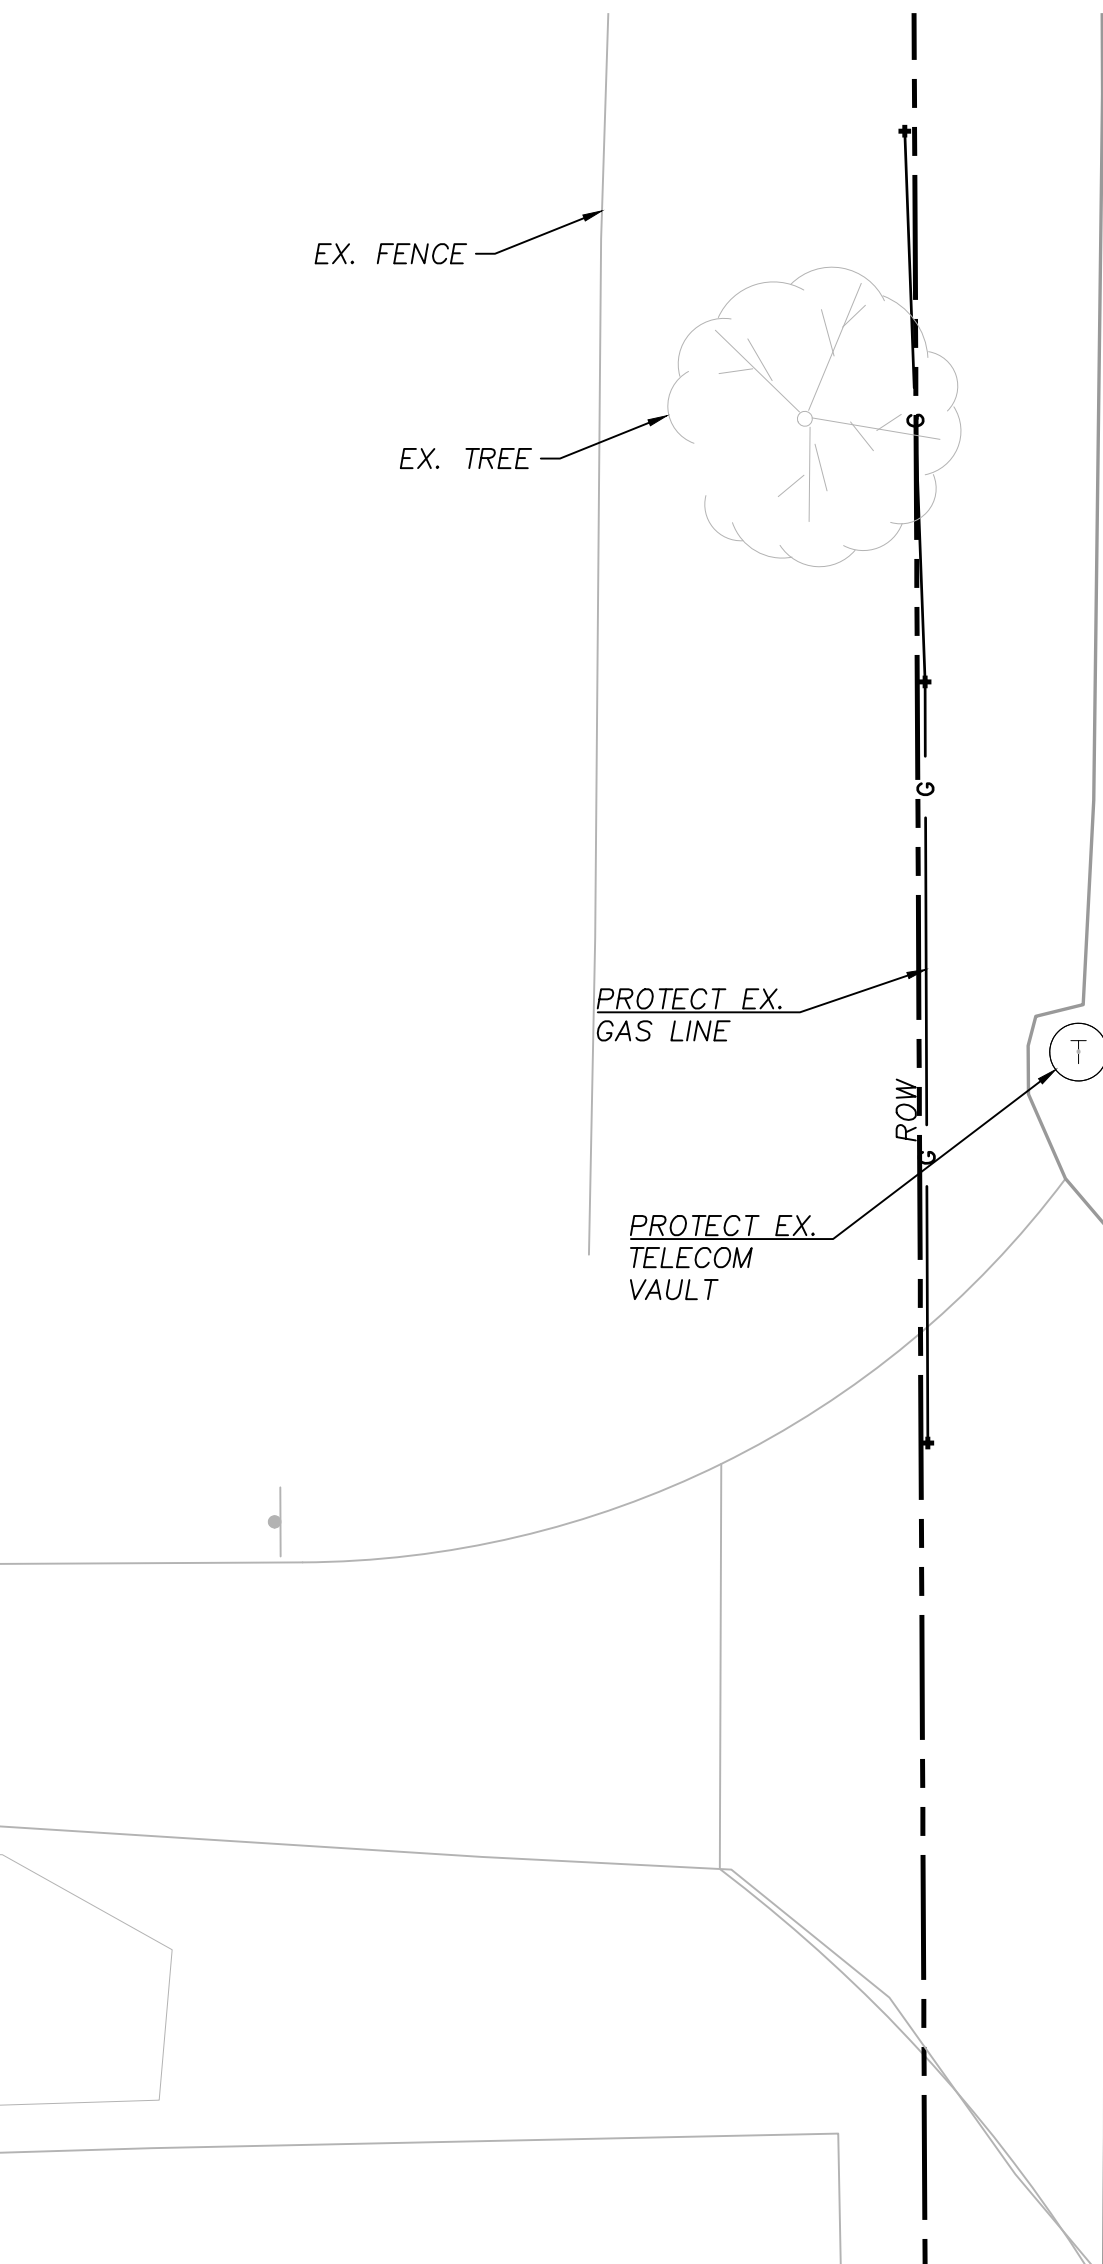 EX. FENCE
G
EX. TREE
G
PROTECT EX.
GAS LINE
T
ROW
G
PROTECT EX.
TELECOM
VAULT